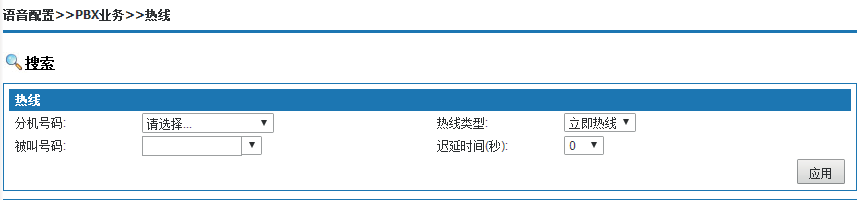 语音配置>>PBX业务>>热线
搜索
热线
分机号码: 请选择... 热线类型: 立即热线
被叫号码: 迟延时间(秒): 0
应用